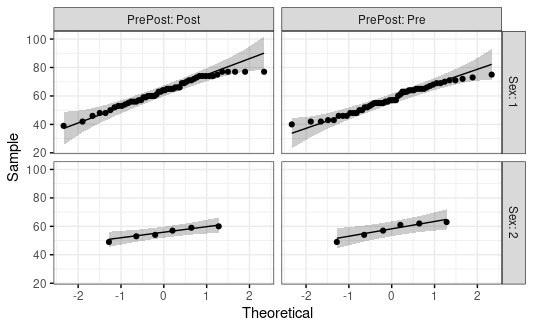 PrePost: Post
PrePost: Pre
100
80
60
40
20
Sex: 1
100
80
60
40
20
Sex: 2
Sample
-2 -1 0 1 2
-2 -1 0 1 2
Theoretical